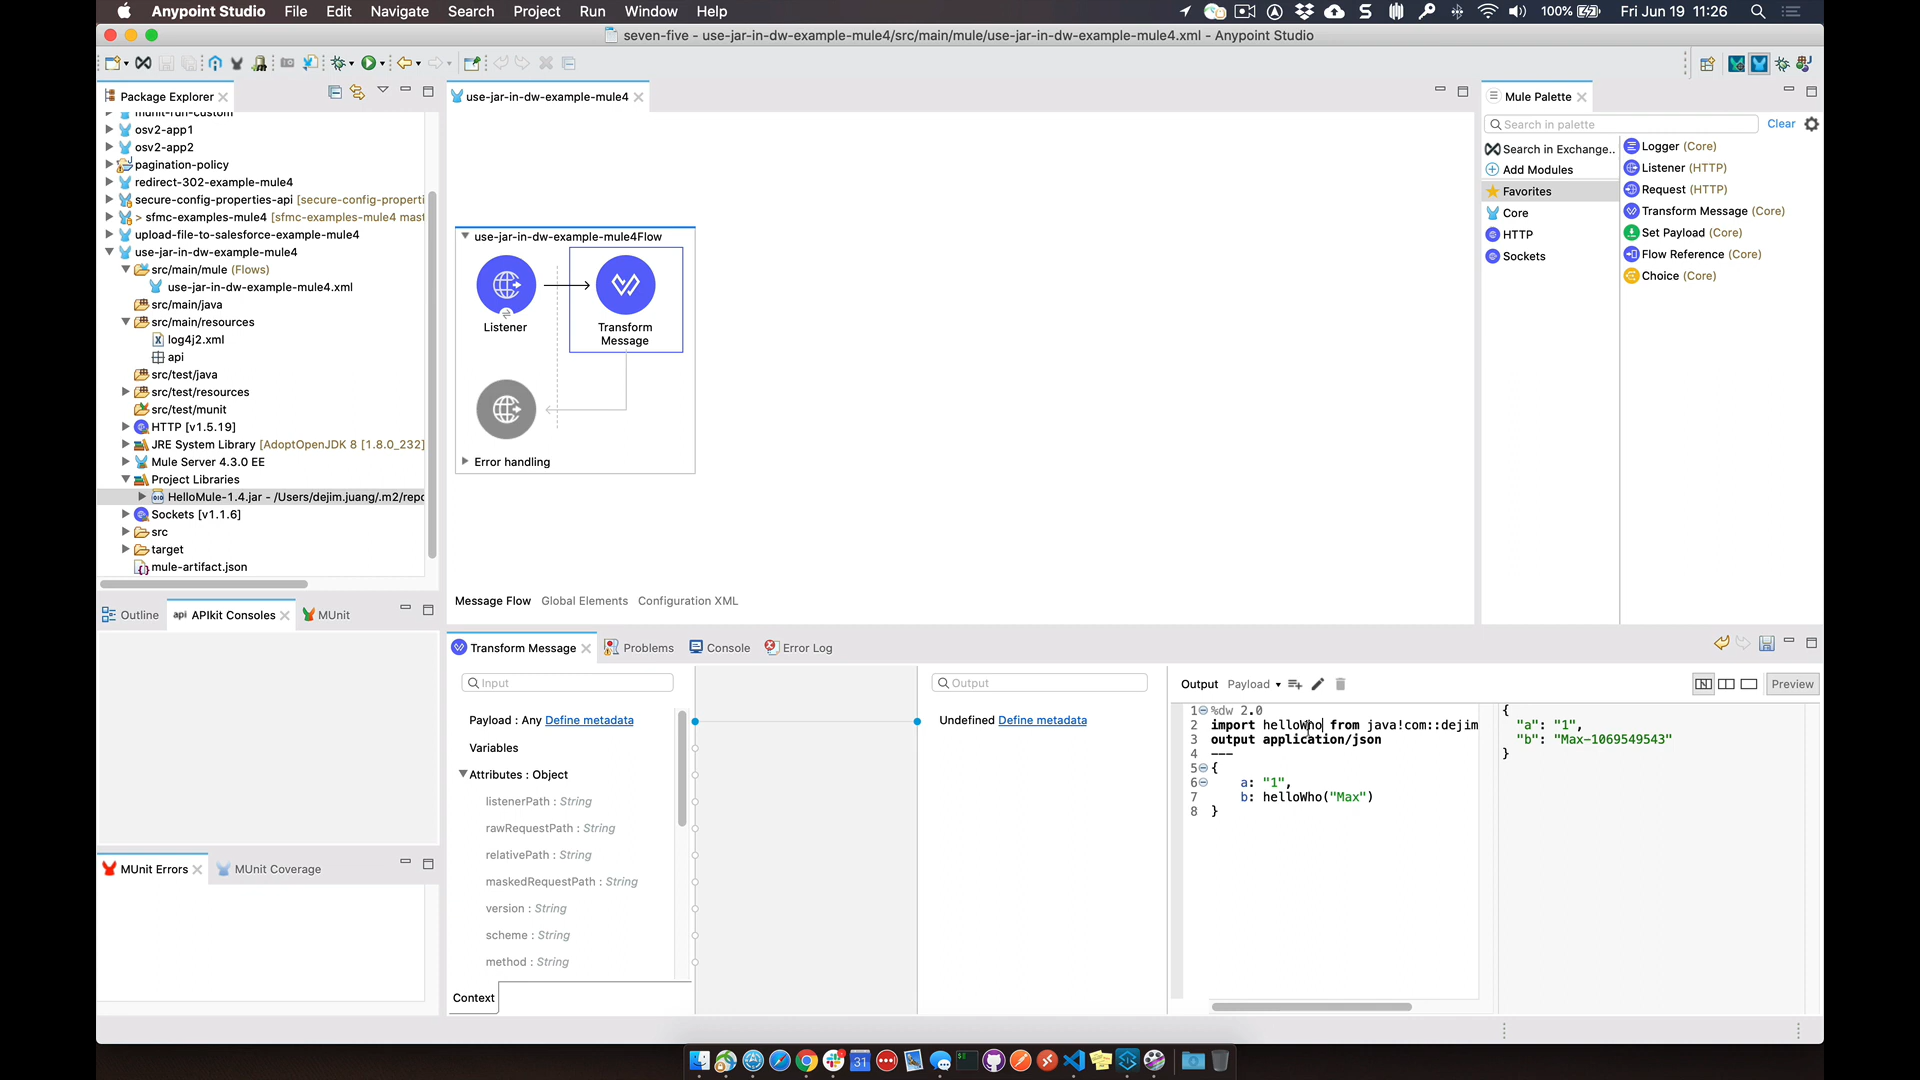 Anypoint Studio File Edit Navigate Search Project Run Window Help
100% Fri Jun 19 11:26
seven-five - use-jar-in-dw-example-mule4/src/main/mule/use-jar-in-dw-example-mule4.xml - Anypoint Studio
Package Explorer
munit-run-custom
osv2-app1
osv2-app2
pagination-policy
redirect-302-example-mule4
secure-config-properties-api [secure-config-properti
> sfmc-examples-mule4 [sfmc-examples-mule4 mast
upload-file-to-salesforce-example-mule4
use-jar-in-dw-example-mule4
src/main/mule (Flows)
use-jar-in-dw-example-mule4.xml
src/main/java
src/main/resources
log4j2.xml
api
src/test/java
src/test/resources
src/test/munit
HTTP [v1.5.19]
JRE System Library [AdoptOpenJDK 8 [1.8.0_232]
Mule Server 4.3.0 EE
Project Libraries
HelloMule-1.4.jar - /Users/dejim.juang/.m2/repo
Sockets [v1.1.6]
src
target
mule-artifact.json
Outline
api APIkit Consoles
MUnit
MUnit Errors
MUnit Coverage
use-jar-in-dw-example-mule4
use-jar-in-dw-example-mule4Flow
Listener
Transform
Message
Error handling
Message Flow Global Elements Configuration XML
Mule Palette
Search in palette
Clear
Search in Exchange..
Add Modules
Favorites
Core
HTTP
Sockets
Logger (Core)
Listener (HTTP)
Request (HTTP)
Transform Message (Core)
Set Payload (Core)
Flow Reference (Core)
Choice (Core)
Transform Message
Problems
Console
Error Log
Input
Payload : Any Define metadata
Variables
Attributes : Object
listenerPath : String
rawRequestPath : String
relativePath : String
maskedRequestPath : String
version : String
scheme : String
method : String
Context
Output
Undefined Define metadata
Output Payload
Preview
1 %dw 2.0
2 import helloWho from java!com::dejim
3 output application/json
4 ---
5 {
6 a: "1",
7 b: helloWho("Max")
8 }
{
"a": "1",
"b": "Max-1069549543"
}
31